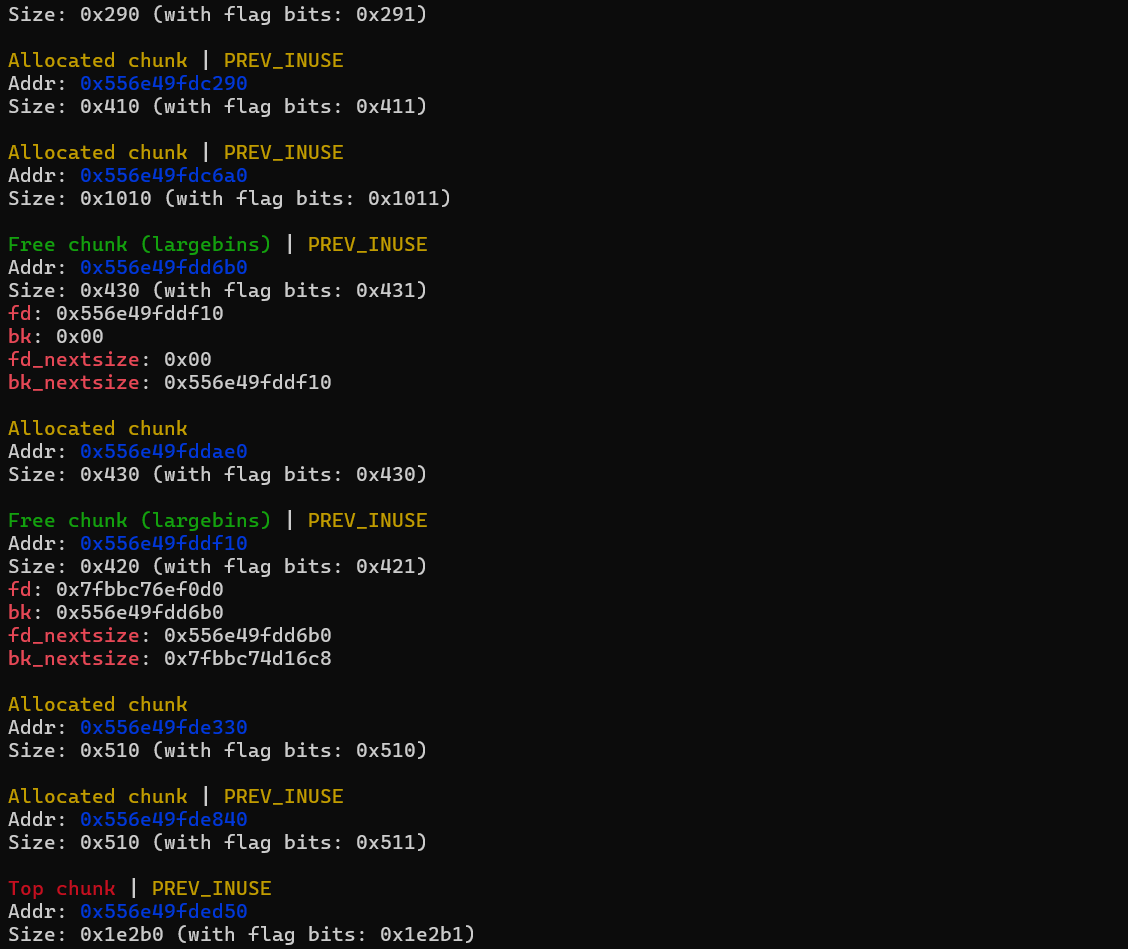 Size: 0x290 (with flag bits: 0x291)
Allocated chunk | PREV_INUSE
Addr: 0x556e49fdc290
Size: 0x410 (with flag bits: 0x411)
Allocated chunk | PREV_INUSE
Addr: 0x556e49fdc6a0
Size: 0x1010 (with flag bits: 0x1011)
Free chunk (largebins) | PREV_INUSE
Addr: 0x556e49fdd6b0
Size: 0x430 (with flag bits: 0x431)
fd: 0x556e49fddf10
bk: 0x00
fd_nextsize: 0x00
bk_nextsize: 0x556e49fddf10
Allocated chunk
Addr: 0x556e49fddae0
Size: 0x430 (with flag bits: 0x430)
Free chunk (largebins) | PREV_INUSE
Addr: 0x556e49fddf10
Size: 0x420 (with flag bits: 0x421)
fd: 0x7fbbc76ef0d0
bk: 0x556e49fdd6b0
fd_nextsize: 0x556e49fdd6b0
bk_nextsize: 0x7fbbc74d16c8
Allocated chunk
Addr: 0x556e49fde330
Size: 0x510 (with flag bits: 0x510)
Allocated chunk | PREV_INUSE
Addr: 0x556e49fde840
Size: 0x510 (with flag bits: 0x511)
Top chunk | PREV_INUSE
Addr: 0x556e49fded50
Size: 0x1e2b0 (with flag bits: 0x1e2b1)